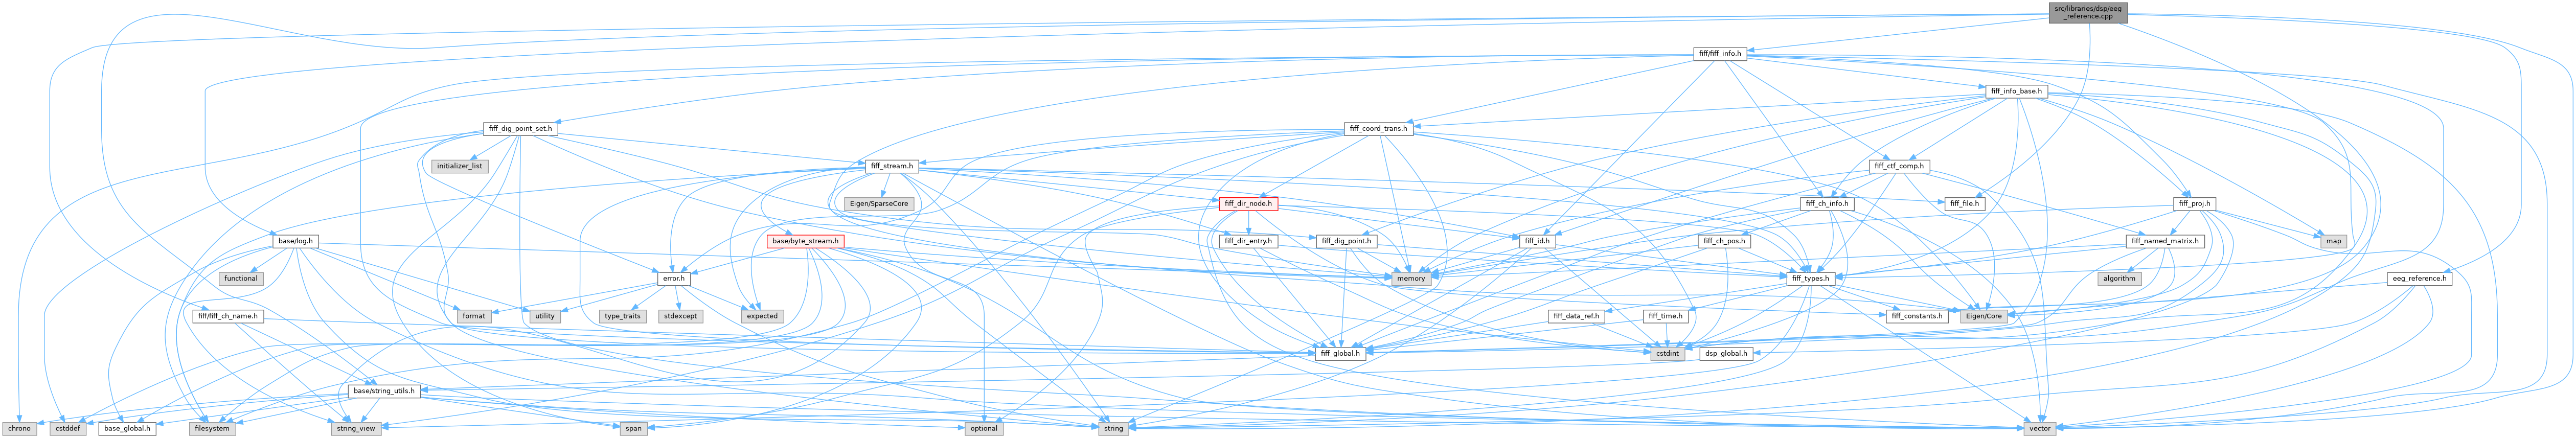 src/libraries/dsp/eeg
_reference.cpp
fiff/fiff_info.h
fiff_info_base.h
fiff_dig_point_set.h
fiff_coord_trans.h
initializer_list
fiff_stream.h
fiff_ctf_comp.h
Eigen/SparseCore
fiff_dir_node.h
fiff_ch_info.h
fiff_file.h
fiff_proj.h
base/log.h
base/byte_stream.h
fiff_dir_entry.h
fiff_dig_point.h
fiff_id.h
fiff_ch_pos.h
fiff_named_matrix.h
map
functional
error.h
memory
fiff_types.h
algorithm
eeg_reference.h
fiff/fiff_ch_name.h
format
utility
type_traits
stdexcept
expected
fiff_data_ref.h
fiff_time.h
fiff_constants.h
Eigen/Core
fiff_global.h
cstdint
dsp_global.h
base/string_utils.h
chrono
cstddef
base_global.h
filesystem
string_view
span
optional
string
vector